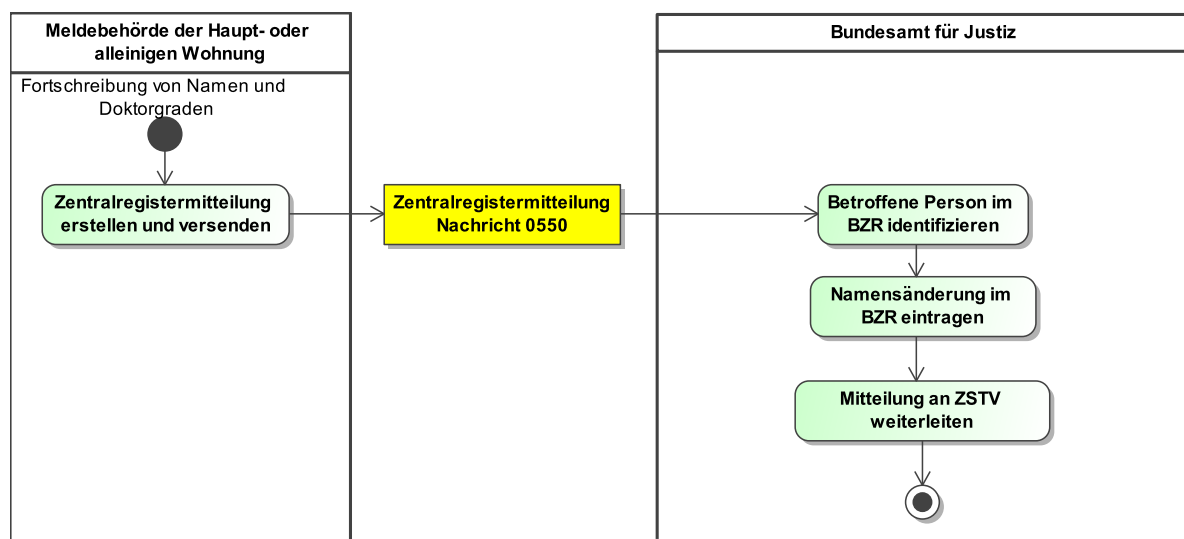 Meldebehörde der Haupt- oder
alleinigen Wohnung
Bundesamt für Justiz
Fortschreibung von Namen und
Doktorgraden
Zentralregistermitteilung
erstellen und versenden
Zentralregistermitteilung
Nachricht 0550
Betroffene Person im
BZR identifizieren
Namensänderung im
BZR eintragen
Mitteilung an ZSTV
weiterleiten